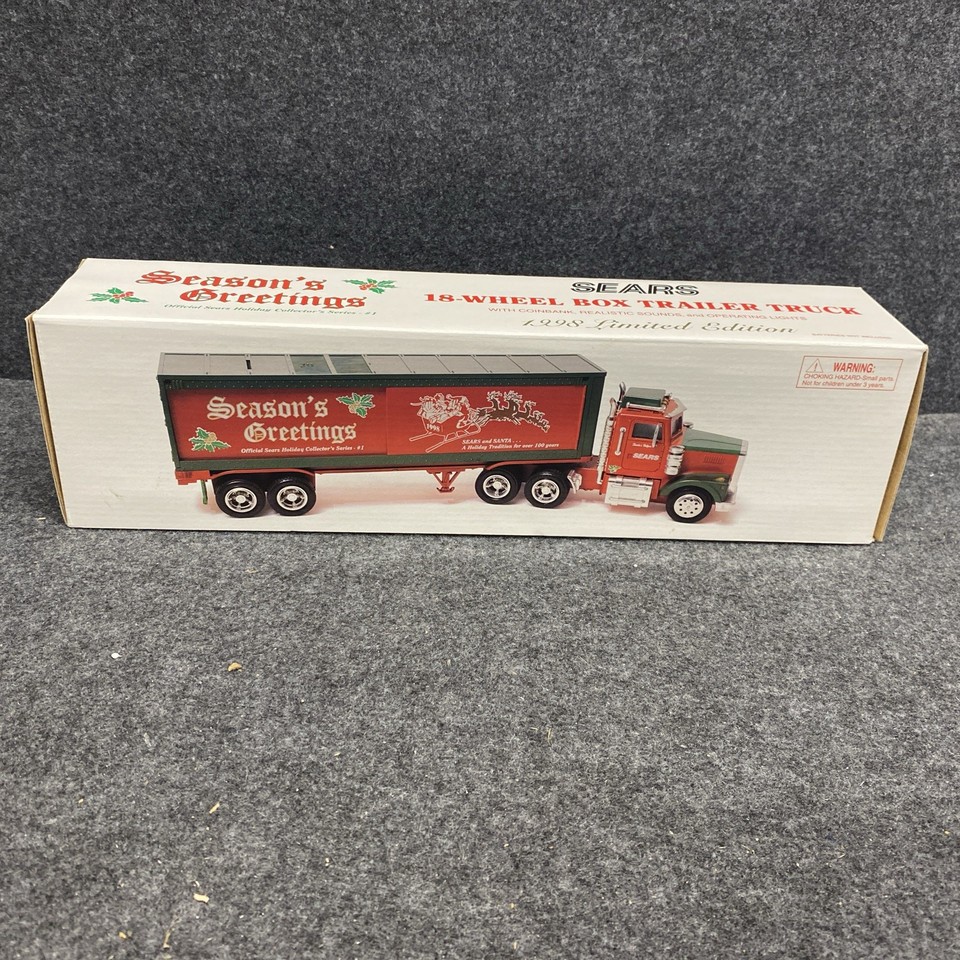 Season's
Greetings
Official Sears Holiday Collector's Series - #1
SEARS
18-WHEEL BOX TRAILER TRUCK
WITH COINBANK, REALISTIC SOUNDS, and OPERATING LIGHTS
1998 Limited Edition
WARNING:
CHOKING HAZARD-Small parts
Not for children under 3 years.
Season's
Greetings
Official Sears Holiday Collector's Series - #1
1998
SEARS and SANTA...
A Holiday Tradition for over 100 years
SEARS